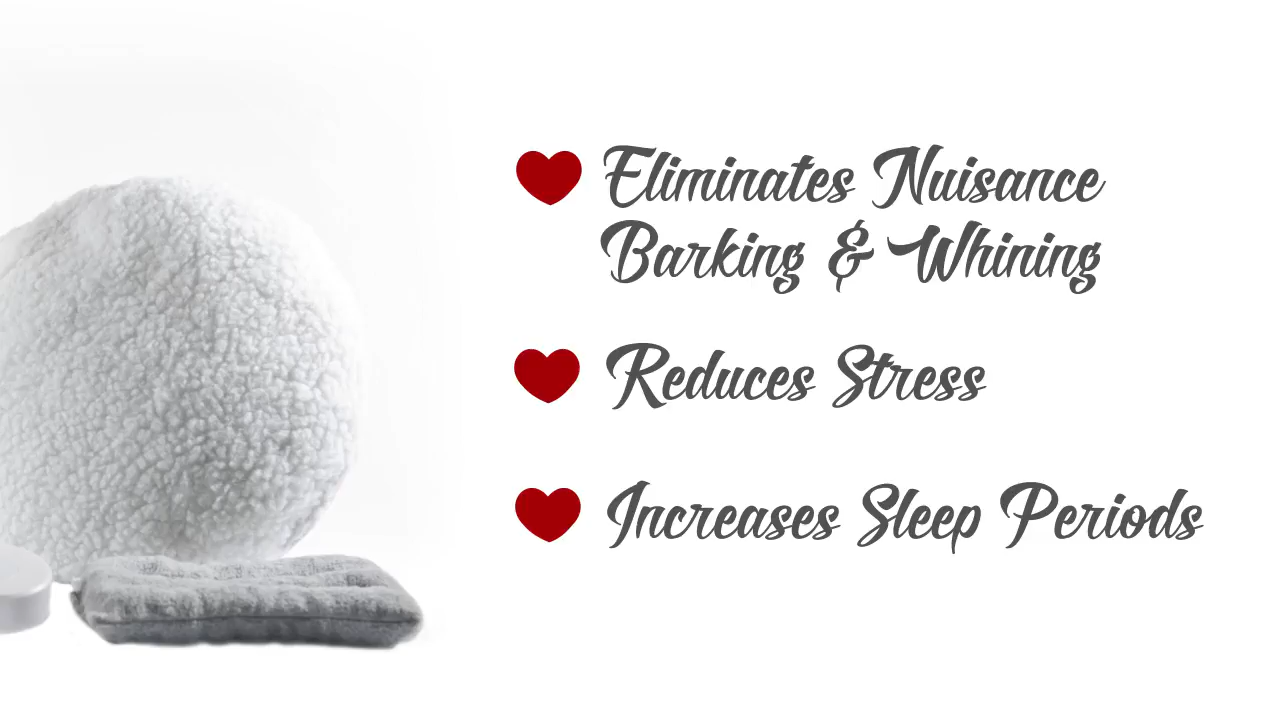 Eliminates Nuisance
Barking & Whining
Reduces Stress
Increases Sleep Periods